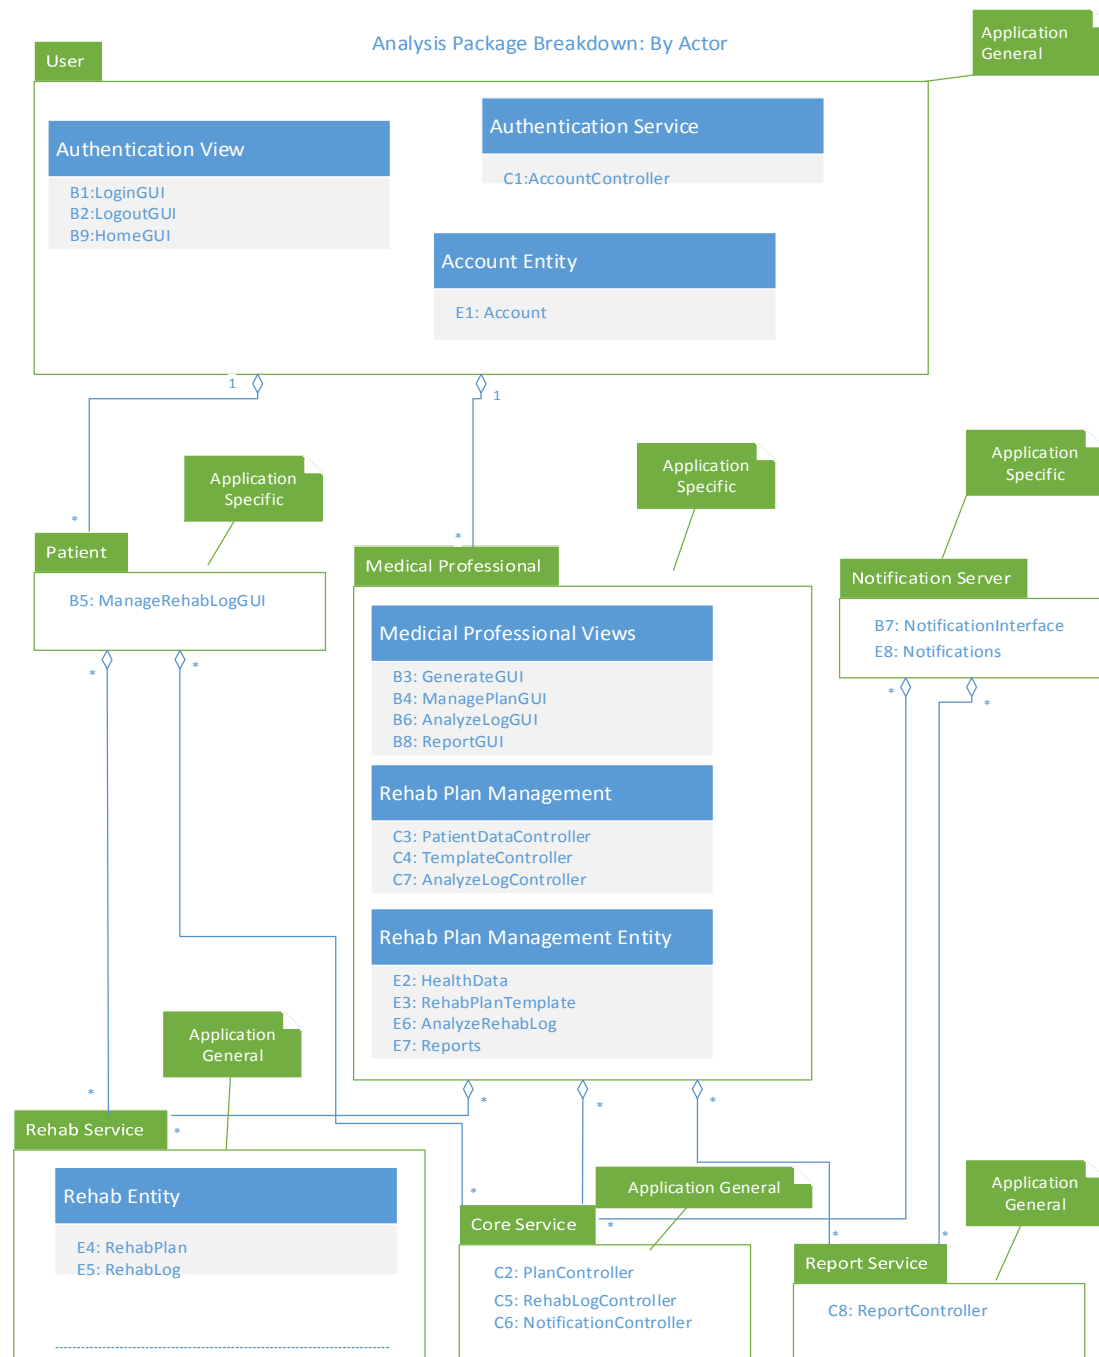 Analysis Package Breakdown: By Actor
Application
General
User
Authentication View
B1:LoginGUI
B2:LogoutGUI
B9:HomeGUI
Authentication Service
C1:AccountController
Account Entity
E1: Account
1
1
*
*
Application
Specific
Application
Specific
Application
Specific
Patient
B5: ManageRehabLogGUI
*
*
Medical Professional
Medicial Professional Views
B3: GenerateGUI
B4: ManagePlanGUI
B6: AnalyzeLogGUI
B8: ReportGUI
Rehab Plan Management
C3: PatientDataController
C4: TemplateController
C7: AnalyzeLogController
Rehab Plan Management Entity
E2: HealthData
E3: RehabPlanTemplate
E6: AnalyzeRehabLog
E7: Reports
Notification Server
B7: NotificationInterface
E8: Notifications
*
*
*
*
*
Application
General
*
*
Rehab Service
Rehab Entity
E4: RehabPlan
E5: RehabLog
Application General
*
*
Core Service
C2: PlanController
C5: RehabLogController
C6: NotificationController
Application
General
*
*
Report Service
C8: ReportController